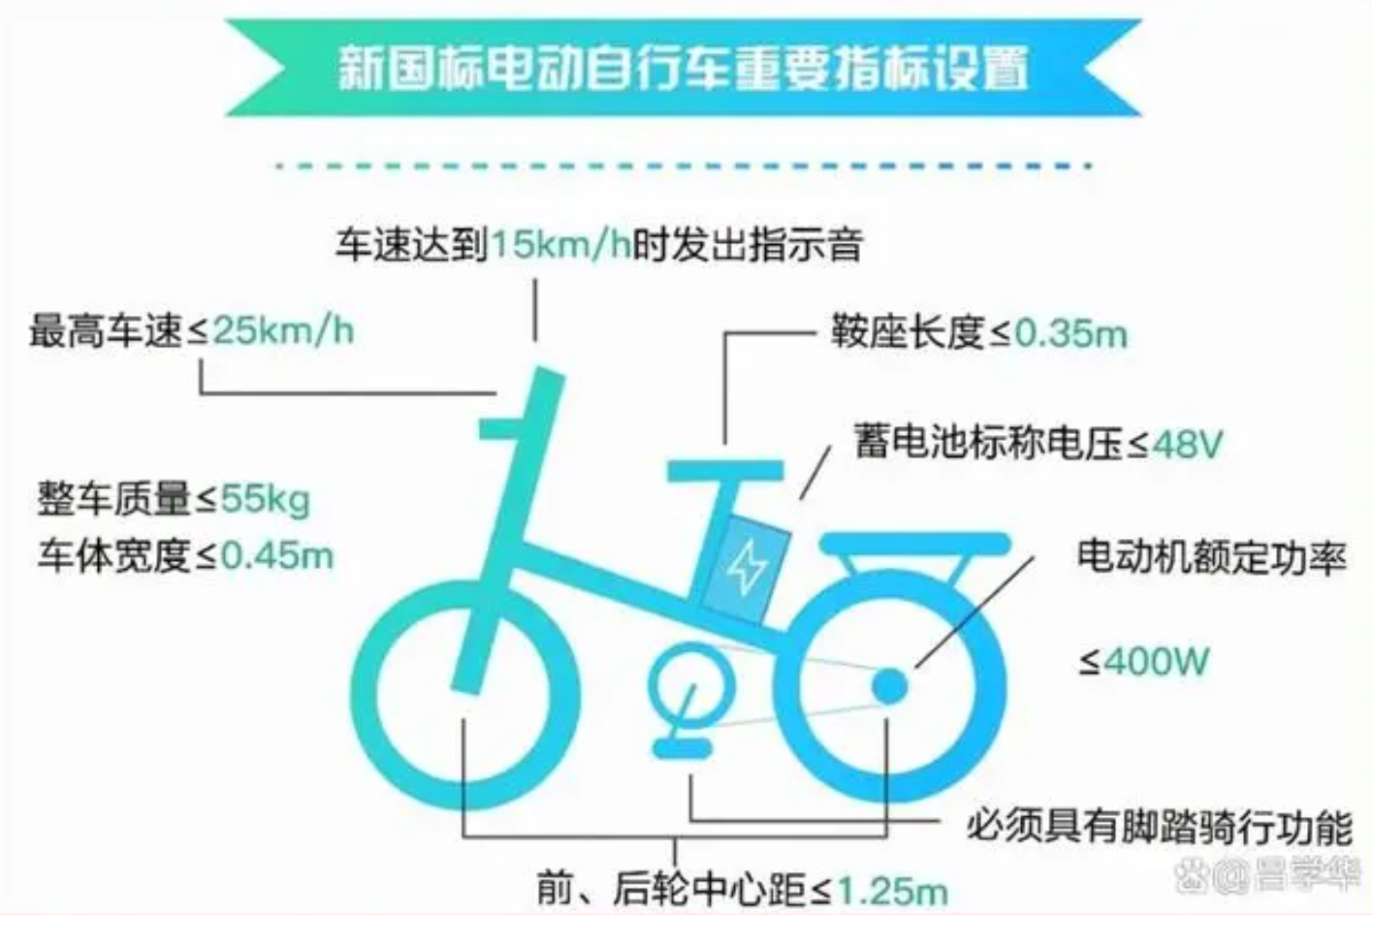 新国标电动自行车重要指标设置
车速达到15km/h时发出指示音
最高车速≤25km/h
鞍座长度≤0.35m
蓄电池标称电压≤48V
整车质量≤55kg
车体宽度≤0.45m
电动机额定功率
≤400W
必须具有脚踏骑行功能
前、后轮中心距≤1.25m
@吕学华